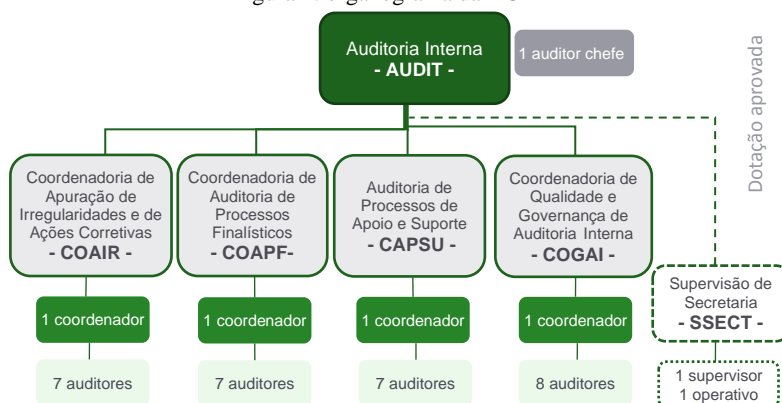 Auditoria Interna
- AUDIT -
1 auditor chefe
Dotação aprovada
Coordenadoria de
Apuração de
Irregularidades e de
Ações Corretivas
- COAIR -
Coordenadoria de
Auditoria de
Processos
Finalísticos
- COAPF-
Auditoria de
Processos de
Apoio e Suporte
- CAPSU -
Coordenadoria de
Qualidade e
Governança de
Auditoria Interna
- COGAI -
Supervisão de
Secretaria
- SSECT -
1 coordenador
1 coordenador
1 coordenador
1 coordenador
7 auditores
7 auditores
7 auditores
8 auditores
1 supervisor
1 operativo